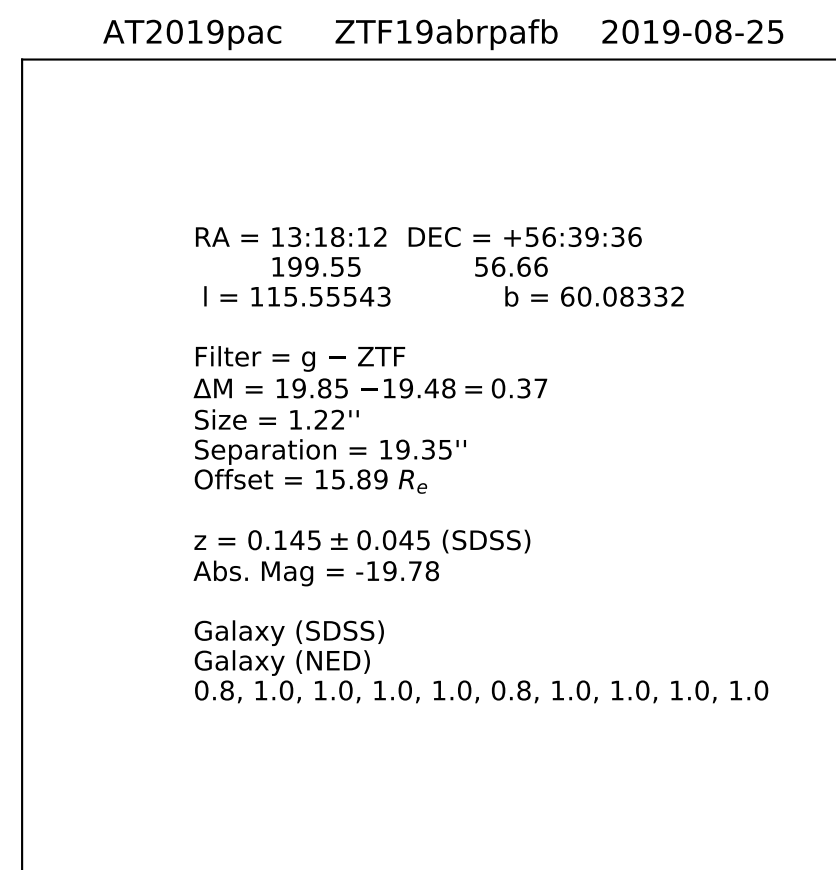 AT2019pac ZTF19abrpafb 2019-08-25
RA = 13:18:12 DEC = +56:39:36
199.55 56.66
l = 115.55543 b = 60.08332
Filter = g − ZTF
ΔM = 19.85 −19.48 = 0.37
Size = 1.22''
Separation = 19.35''
Offset = 15.89 Re
z = 0.145 ± 0.045 (SDSS)
Abs. Mag = -19.78
Galaxy (SDSS)
Galaxy (NED)
0.8, 1.0, 1.0, 1.0, 1.0, 0.8, 1.0, 1.0, 1.0, 1.0